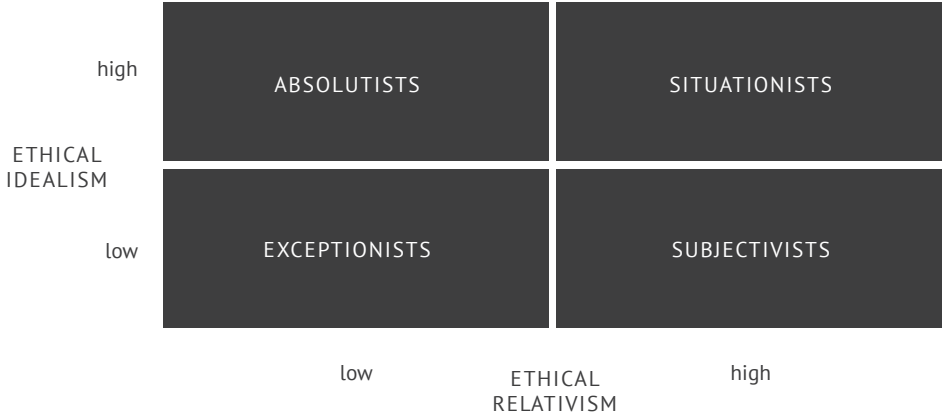 high
ABSOLUTISTS
SITUATIONISTS
ETHICAL
IDEALISM
low
EXCEPTIONISTS
SUBJECTIVISTS
low
high
ETHICAL
RELATIVISM